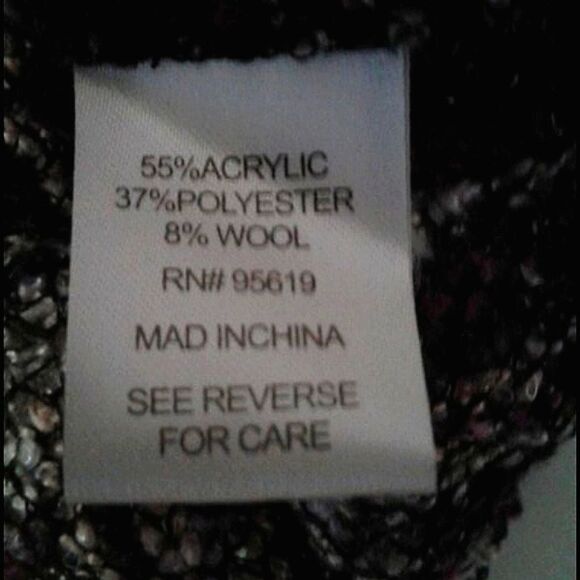 55%ACRYLIC
37%POLYESTER
8% WOOL
RN# 95619
MAD INCHINA
SEE REVERSE
FOR CARE